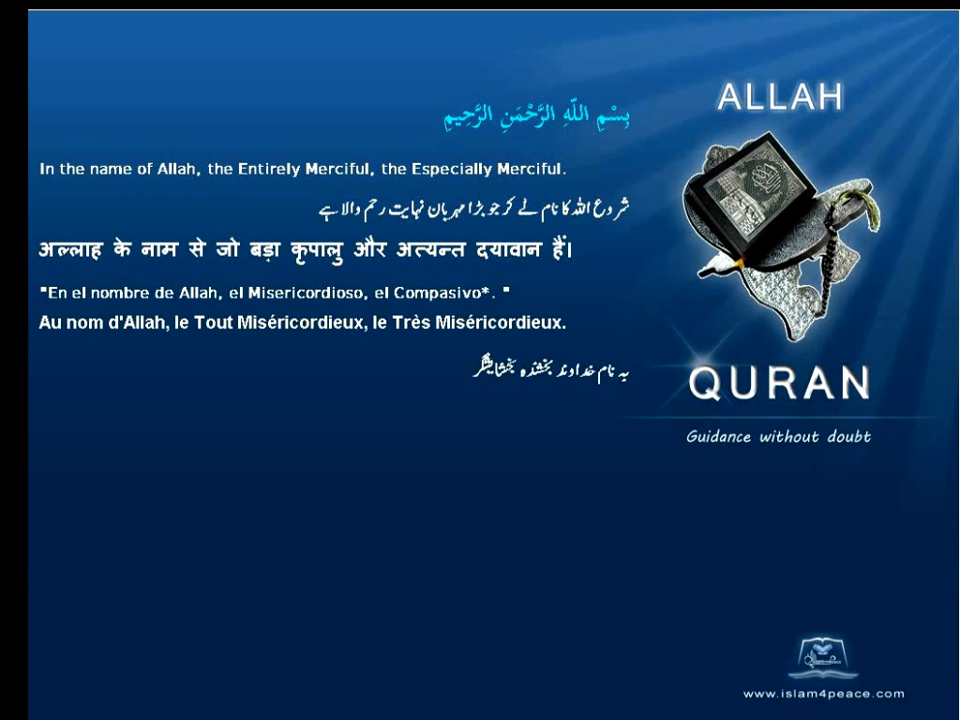 بِسْمِ اللّهِ الرَّحْمَنِ الرَّحِيمِ
In the name of Allah, the Entirely Merciful, the Especially Merciful.
شروع اللہ کا نام لے کر جو بڑا مہربان نہایت رحم والا ہے
अल्लाह के नाम से जो बड़ा कृपालु और अत्यन्त दयावान हैं।
"En el nombre de Allah, el Misericordioso, el Compasivo*. "
Au nom d'Allah, le Tout Miséricordieux, le Très Miséricordieux.
به نام خداوند بخشنده بخشایشگر
ALLAH
QURAN
Guidance without doubt
www.islam4peace.com